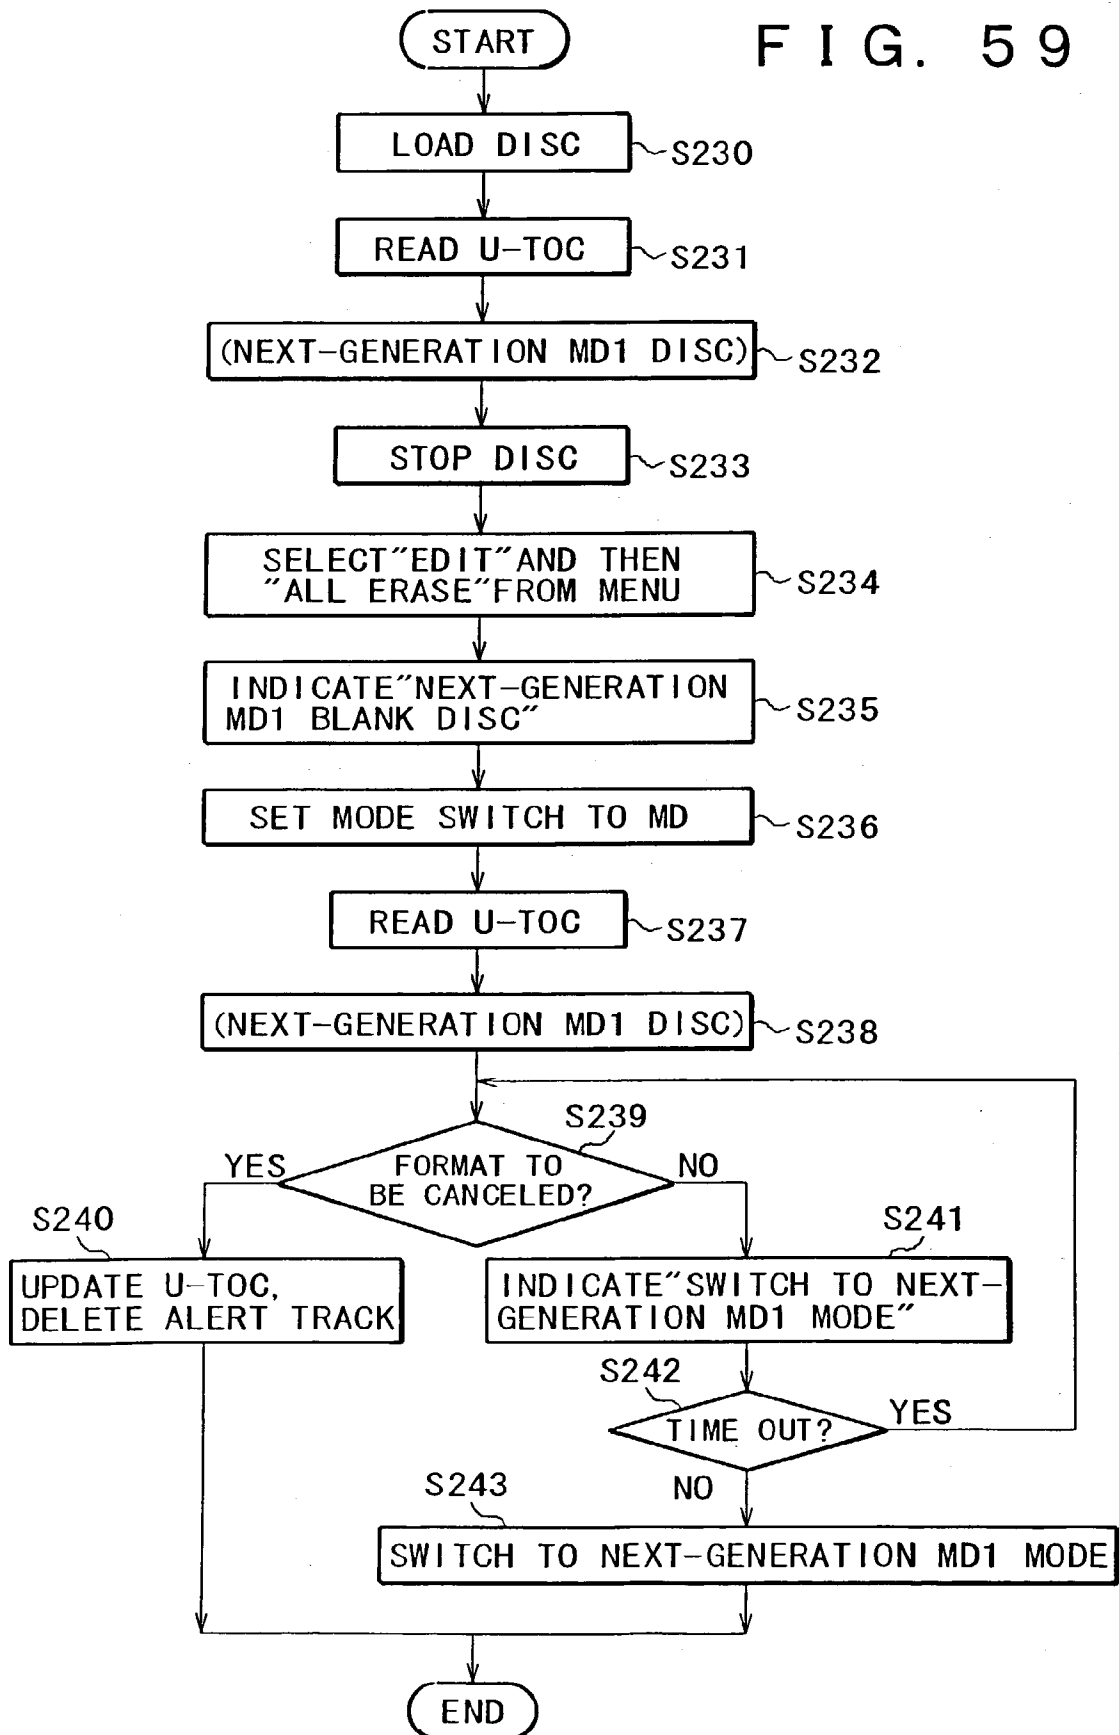 START
FIG. 59
LOAD DISC
S230
READ U-TOC
S231
(NEXT-GENERATION MD1 DISC)
S232
STOP DISC
S233
SELECT"EDIT"AND THEN
"ALL ERASE"FROM MENU
S234
INDICATE"NEXT-GENERATION
MD1 BLANK DISC"
S235
SET MODE SWITCH TO MD
S236
READ U-TOC
S237
(NEXT-GENERATION MD1 DISC)
S238
S239
YES
FORMAT TO
BE CANCELED?
NO
S240
UPDATE U-TOC,
DELETE ALERT TRACK
S241
INDICATE"SWITCH TO NEXT-
GENERATION MD1 MODE"
S242
TIME OUT?
YES
NO
S243
SWITCH TO NEXT-GENERATION MD1 MODE
END